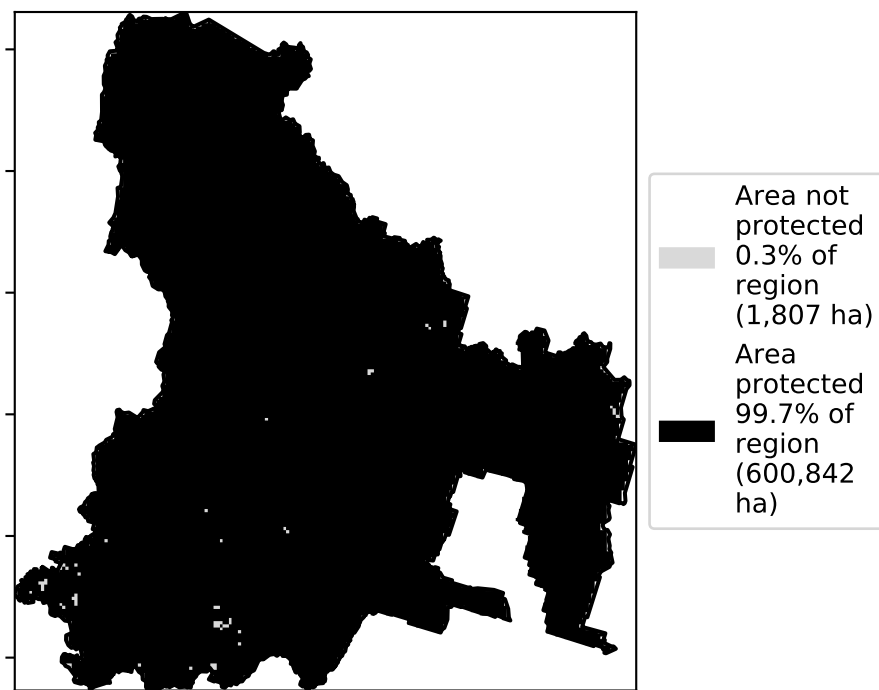 Area not
protected
0.3% of
region
(1,807 ha)
Area
protected
99.7% of
region
(600,842
ha)